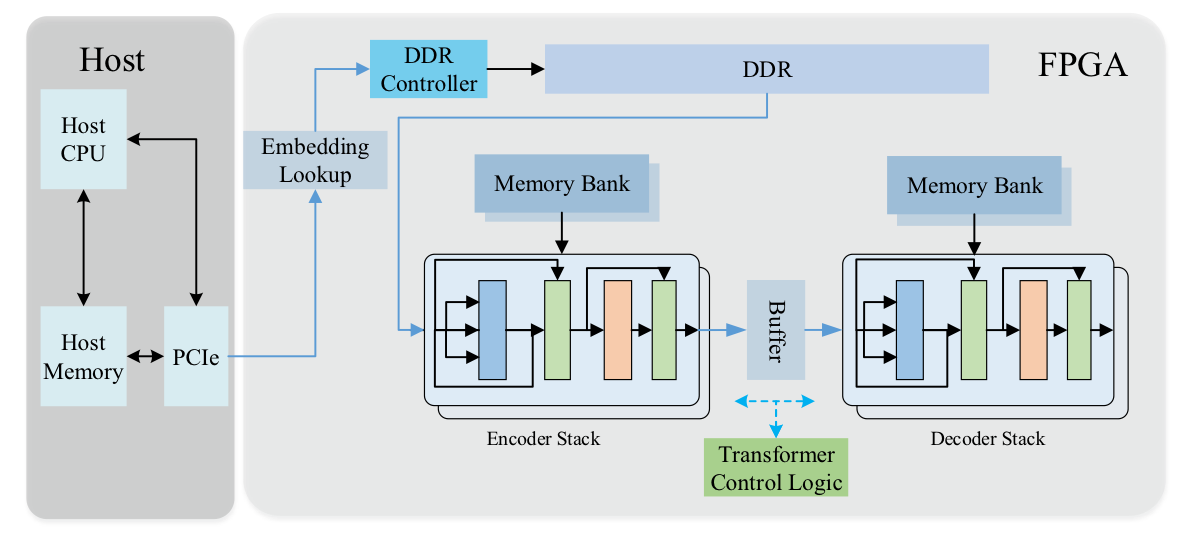 Host
Host
CPU
Host
Memory
PCIe
FPGA
DDR
Controller
DDR
Embedding
Lookup
Memory Bank
Memory Bank
Buffer
Encoder Stack
Decoder Stack
Transformer
Control Logic